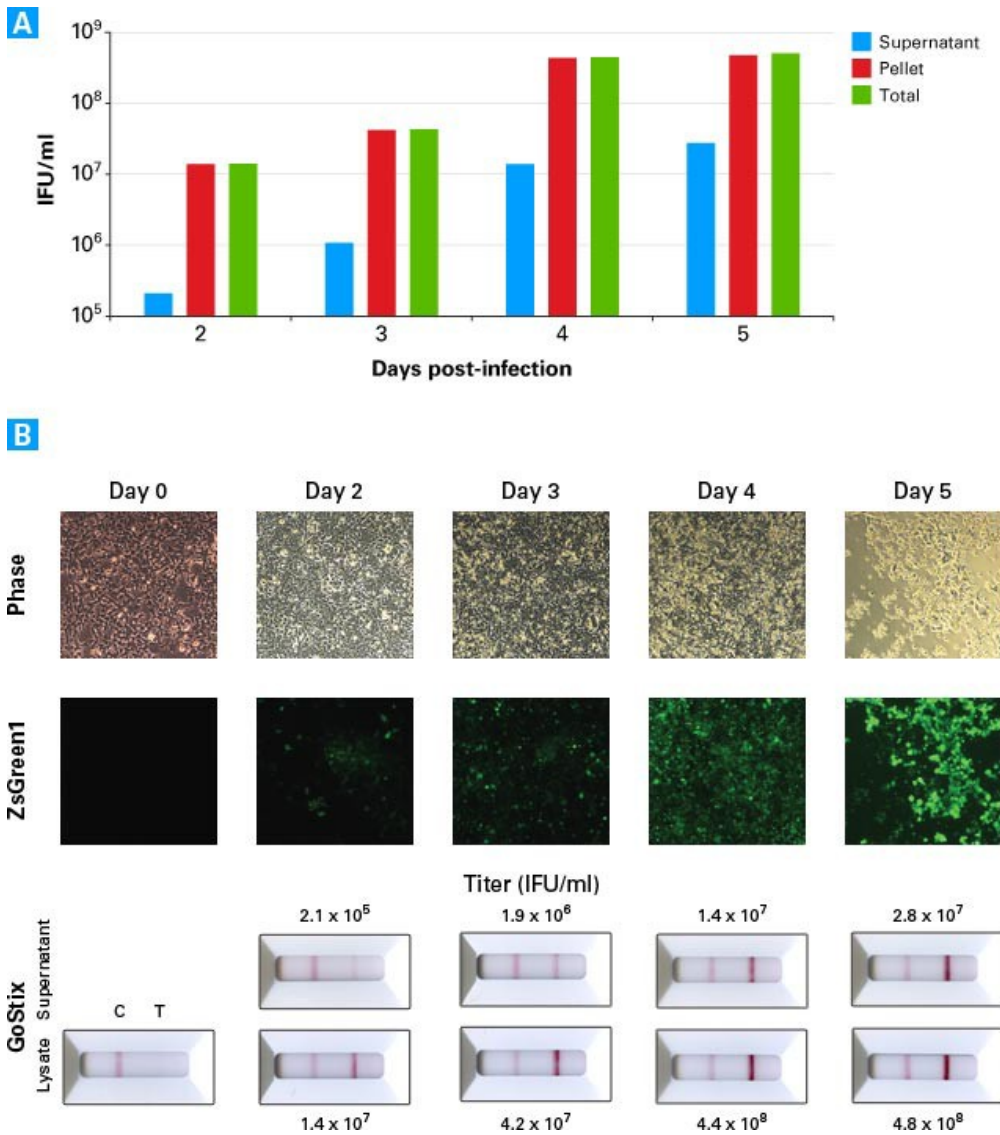 A
10⁹
10⁸
10⁷
10⁶
10⁵
IFU/ml
Supernatant
Pellet
Total
2 3 4 5
Days post-infection
B
Day 0 Day 2 Day 3 Day 4 Day 5
Phase
ZsGreen1
Titer (IFU/ml)
2.1 x 10⁵ 1.9 x 10⁶ 1.4 x 10⁷ 2.8 x 10⁷
GoStix
Supernatant
C T
Lysate
1.4 x 10⁷ 4.2 x 10⁷ 4.4 x 10⁸ 4.8 x 10⁸